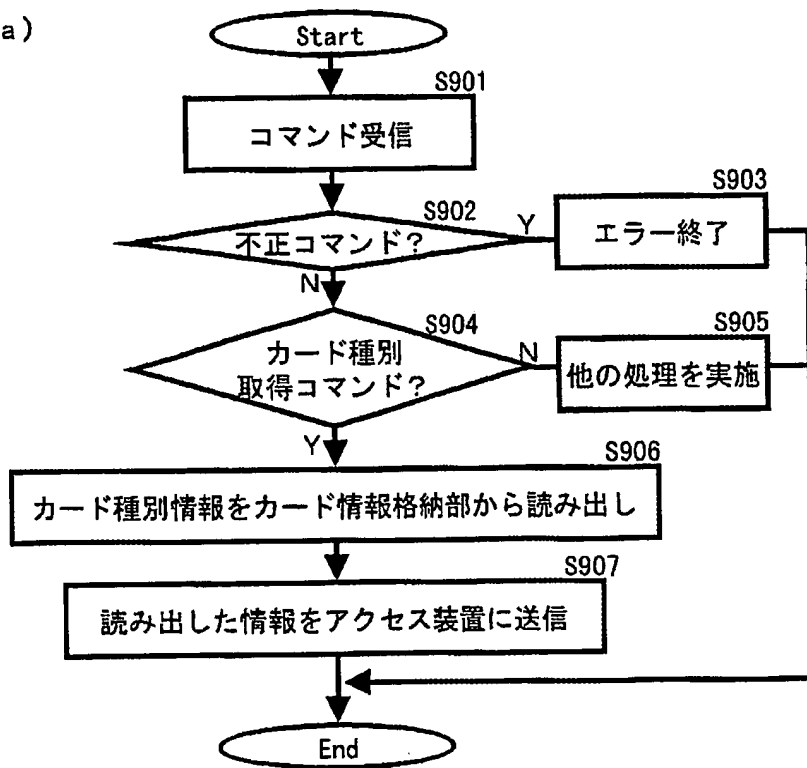 a)
Start
S901
コマンド受信
S902
不正コマンド?
Y
S903
エラー終了
N
S904
カード種別
取得コマンド?
N
S905
他の処理を実施
Y
S906
カード種別情報をカード情報格納部から読み出し
S907
読み出した情報をアクセス装置に送信
End